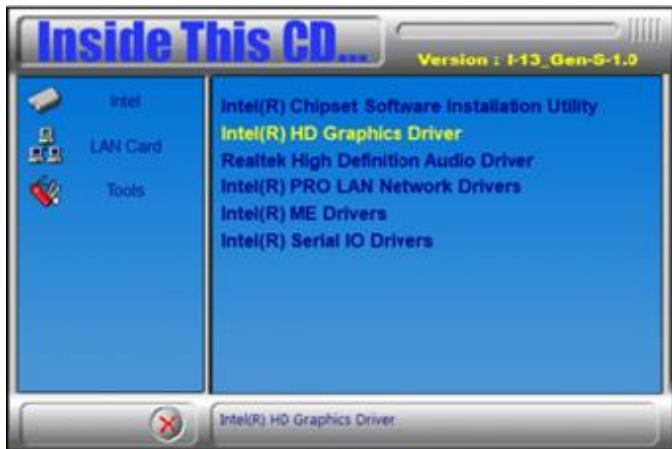 Inside This CD...
Version : I-13_Gen-S-1.0
Intel
LAN Card
Tools
Intel(R) Chipset Software Installation Utility
Intel(R) HD Graphics Driver
Realtek High Definition Audio Driver
Intel(R) PRO LAN Network Drivers
Intel(R) ME Drivers
Intel(R) Serial IO Drivers
Intel(R) HD Graphics Driver